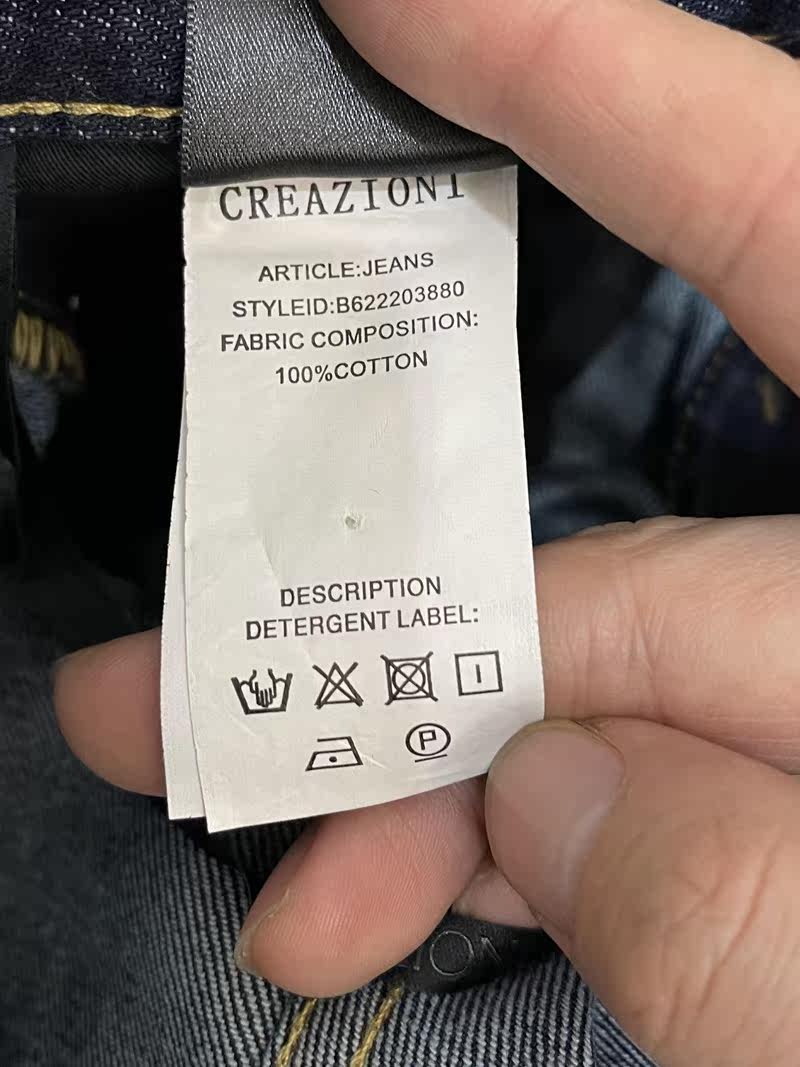 CREAZIONI
ARTICLE:JEANS
STYLEID:B622203880
FABRIC COMPOSITION:
100%COTTON
DESCRIPTION
DETERGENT LABEL:
P